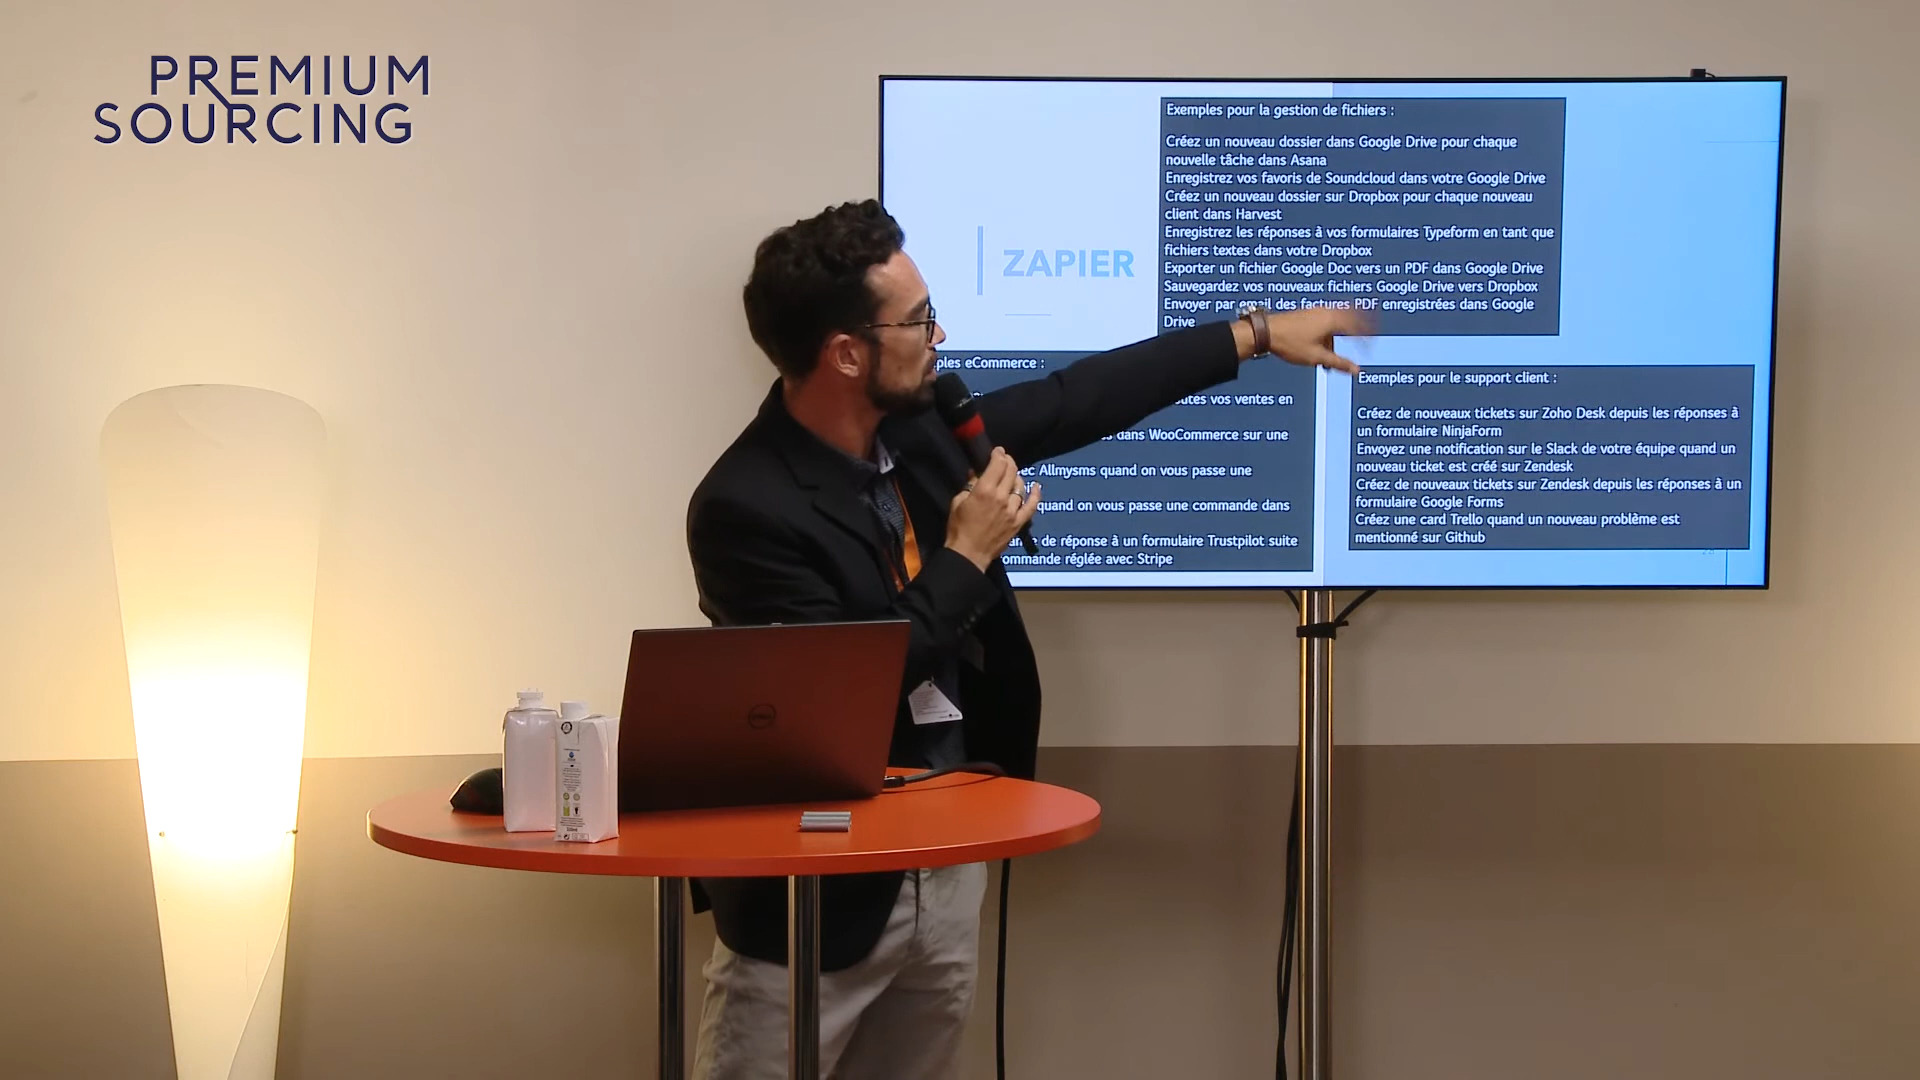 PREMIUM
SOURCING
ZAPIER
Exemples pour la gestion de fichiers :
Créez un nouveau dossier dans Google Drive pour chaque
nouvelle tâche dans Asana
Enregistrez vos favoris de Soundcloud dans votre Google Drive
Créez un nouveau dossier sur Dropbox pour chaque nouveau
client dans Harvest
Enregistrez les réponses à vos formulaires Typeform en tant que
fichiers textes dans votre Dropbox
Exporter un fichier Google Doc vers un PDF dans Google Drive
Sauvegardez vos nouveaux fichiers Google Drive vers Dropbox
Envoyer par email des factures PDF enregistrées dans Google
Drive
eCommerce :
vos ventes en
dans WooCommerce sur une
Allmysms quand on vous passe une
quand on vous passe une commande dans
de réponse à un formulaire Trustpilot suite
réglée avec Stripe
Exemples pour le support client :
Créez de nouveaux tickets sur Zoho Desk depuis les réponses à
un formulaire NinjaForm
Envoyez une notification sur le Slack de votre équipe quand un
nouveau ticket est créé sur Zendesk
Créez de nouveaux tickets sur Zendesk depuis les réponses à un
formulaire Google Forms
Créez une card Trello quand un nouveau problème est
mentionné sur Github
DELL